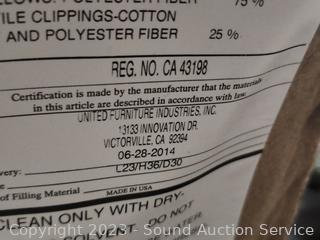 POLYESTER FIBER 75 %
TILE CLIPPINGS-COTTON
AND POLYESTER FIBER 25 %
REG. NO. CA 43198
Certification is made by the manufacturer that the materials
in this article are described in accordance with law.
UNITED FURNITURE INDUSTRIES, INC.
13133 INNOVATION DR.
VICTORVILLE, CA 92394
06-28-2014
very: L23/H36/D30
of Filling Material MADE IN USA
CLEAN ONLY WITH DRY-
DO NOT
Copyright 2023 - Sound Auction Service